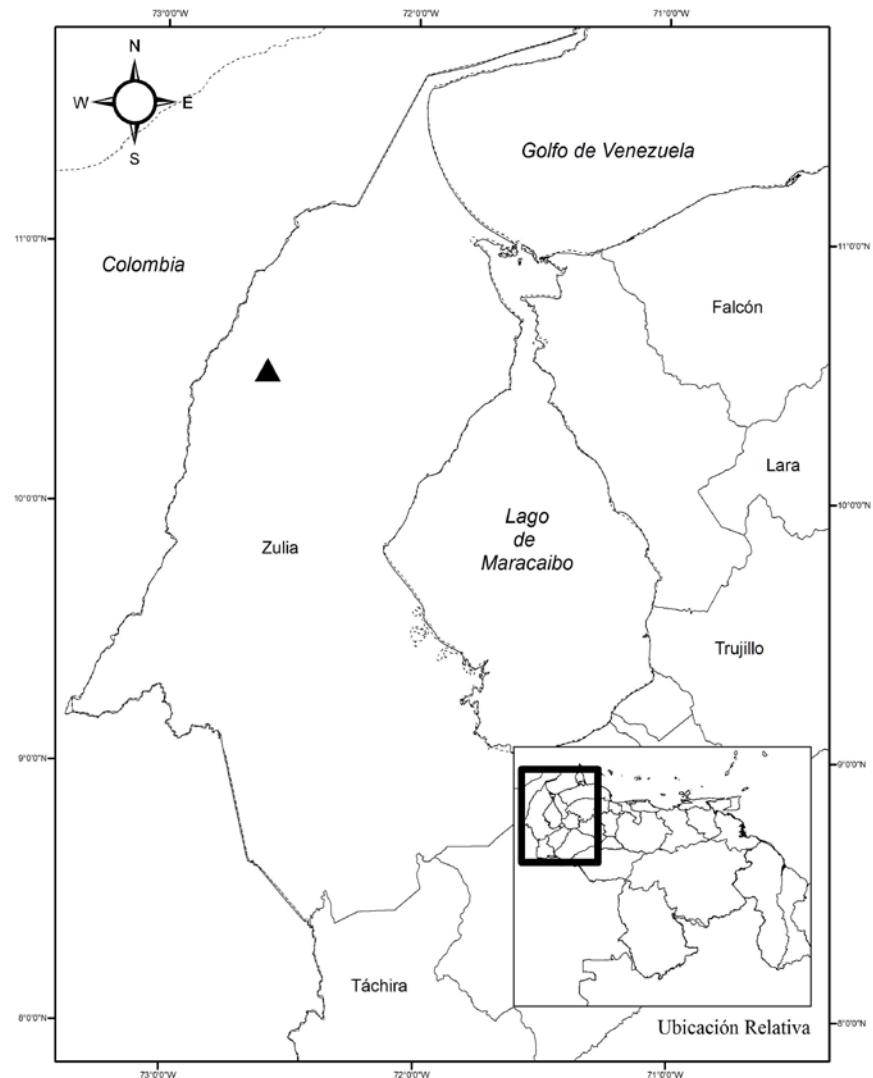 73°0'0"W 72°0'0"W 71°0'0"W
N
W E
S
Golfo de Venezuela
11°0'0"N 11°0'0"N
Colombia
Falcón
Lara
10°0'0"N 10°0'0"N
Lago
de
Maracaibo
Zulia
Trujillo
9°0'0"N 9°0'0"N
Táchira
8°0'0"N 8°0'0"N
Ubicación Relativa
73°0'0"W 72°0'0"W 71°0'0"W